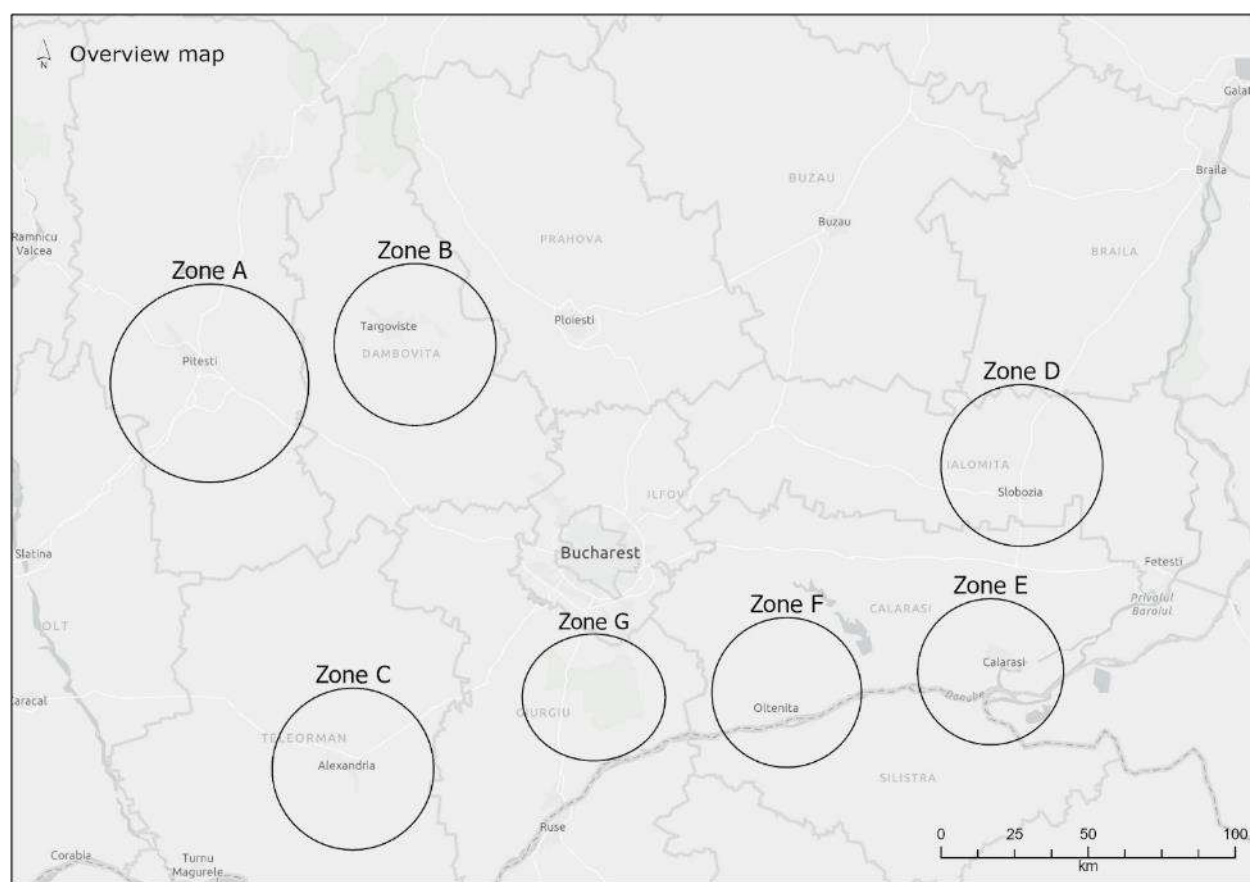 N
Overview map
Galat
Braila
BUZAU
Buzau
Ramnicu
Valcea
PRAHOVA
BRAILA
Zone A
Zone B
Targoviste
DAMBOVITA
Ploiesti
Pitesti
Zone D
IALOMITA
Slobozia
ILFOV
Bucharest
Slatina
Fetesti
Zone E
Privalul
Baroiul
Zone F
CALARASI
Zone G
OLT
Calarasi
Zone C
Danube
Caracal
Oltenita
GIURGIU
TELEORMAN
Alexandria
SILISTRA
Ruse
0 25 50 100
km
Corabia
Turnu
Magurele